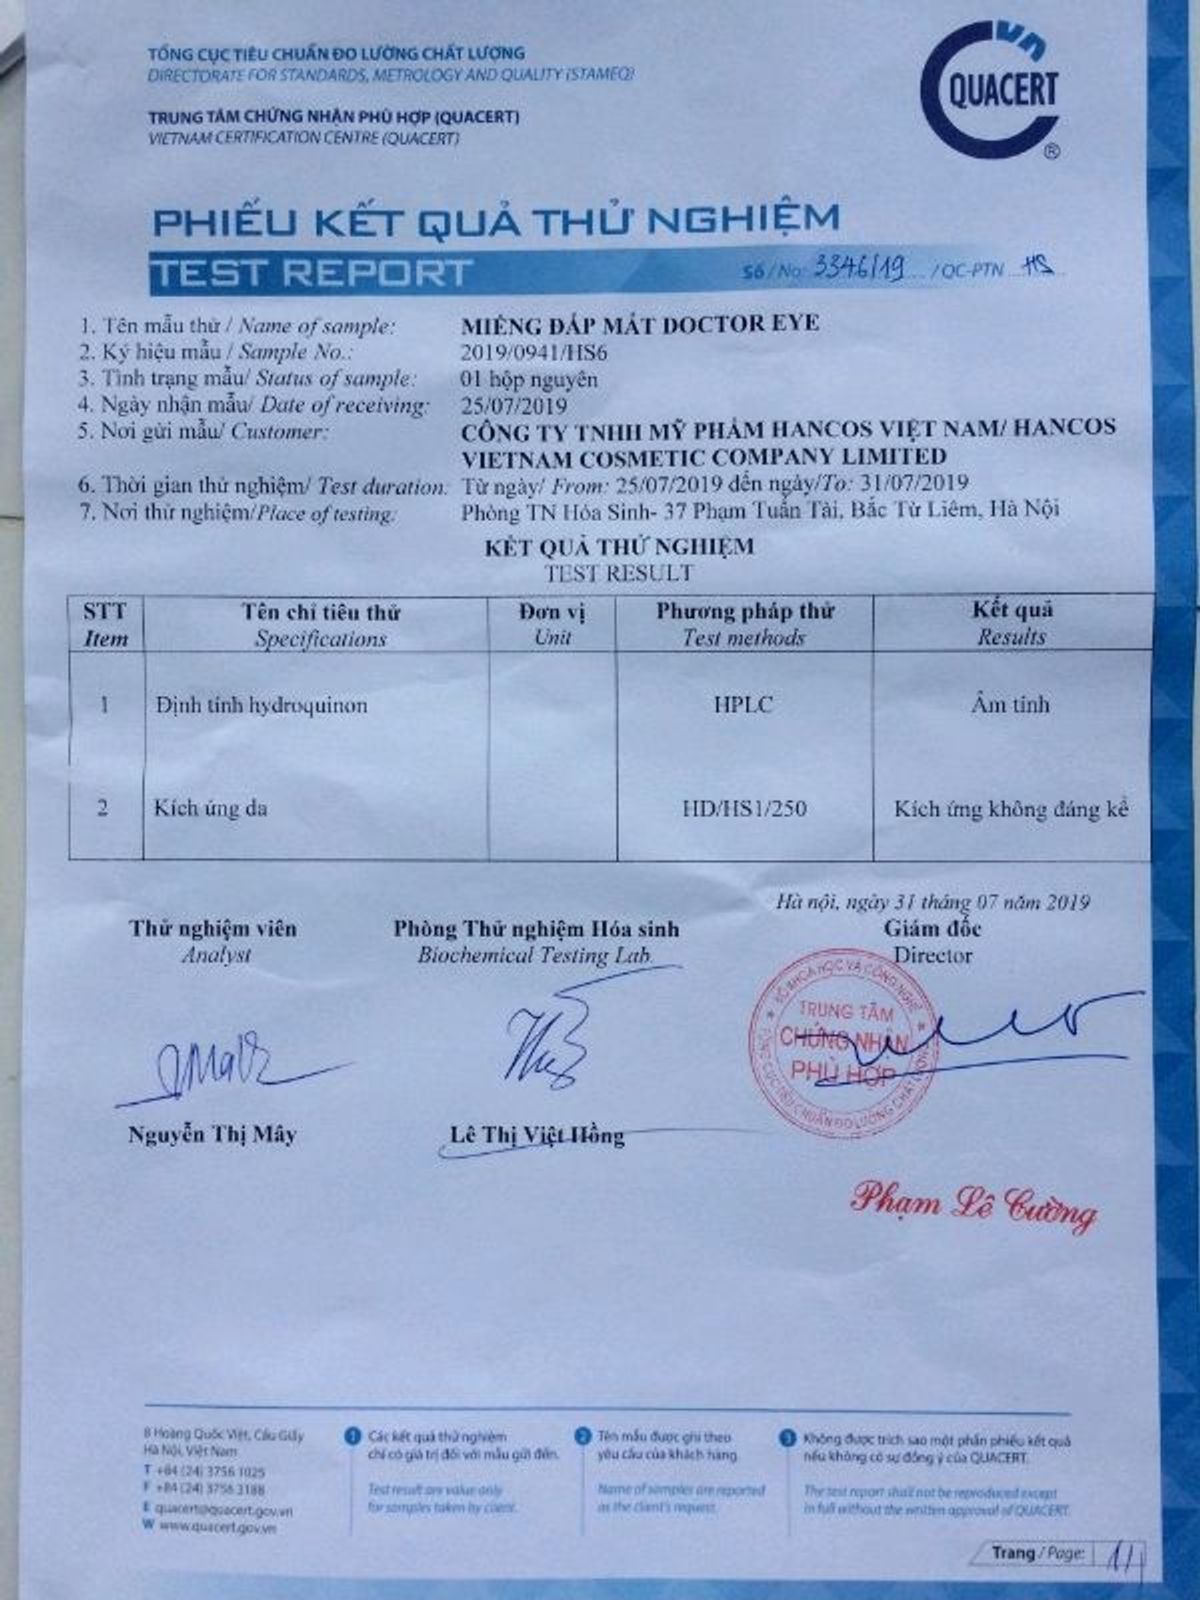 TỔNG CỤC TIÊU CHUẨN ĐO LƯỜNG CHẤT LƯỢNG
DIRECTORATE FOR STANDARDS, METROLOGY AND QUALITY (STAMEQ)
TRUNG TÂM CHỨNG NHẬN PHÙ HỢP (QUACERT)
VIETNAM CERTIFICATION CENTRE (QUACERT)
QUACERT
®
PHIẾU KẾT QUẢ THỬ NGHIỆM
TEST REPORT
Số / No: 3346/19 / QC-PTN HS
1. Tên mẫu thử / Name of sample: MIẾNG ĐẮP MẮT DOCTOR EYE
2. Ký hiệu mẫu / Sample No.: 2019/0941/HS6
3. Tình trạng mẫu/ Status of sample: 01 hộp nguyên
4. Ngày nhận mẫu/ Date of receiving: 25/07/2019
5. Nơi gửi mẫu/ Customer: CÔNG TY TNHH MỸ PHẨM HANCOS VIỆT NAM/ HANCOS
VIETNAM COSMETIC COMPANY LIMITED
6. Thời gian thử nghiệm/ Test duration: Từ ngày/ From: 25/07/2019 đến ngày/To: 31/07/2019
7. Nơi thử nghiệm/Place of testing: Phòng TN Hóa Sinh- 37 Phạm Tuấn Tài, Bắc Từ Liêm, Hà Nội
KẾT QUẢ THỬ NGHIỆM
TEST RESULT
STT Tên chỉ tiêu thử Đơn vị Phương pháp thử Kết quả
Item Specifications Unit Test methods Results
1 Định tính hydroquinon HPLC Âm tính
2 Kích ứng da HD/HS1/250 Kích ứng không đáng kể
Hà nội, ngày 31 tháng 07 năm 2019
Thử nghiệm viên Phòng Thử nghiệm Hóa sinh Giám đốc
Analyst Biochemical Testing Lab Director
BỘ KHOA HỌC VÀ CÔNG NGHỆ
TRUNG TÂM
CHỨNG NHẬN
PHÙ HỢP
TỔNG CỤC TIÊU CHUẨN ĐO LƯỜNG CHẤT LƯỢNG
Nguyễn Thị Mây Lê Thị Việt Hồng
Phạm Lê Cường
8 Hoàng Quốc Việt, Cầu Giấy
Hà Nội, Việt Nam
T +84 (24) 3756 1025
F +84 (24) 3756 3188
E quacert@quacert.gov.vn
W www.quacert.gov.vn
1 Các kết quả thử nghiệm
chỉ có giá trị đối với mẫu gửi đến.
Test result are value only
for samples taken by client.
2 Tên mẫu được ghi theo
yêu cầu của khách hàng
Name of samples are reported
as the client's request.
3 Không được trích sao một phần phiếu kết quả
nếu không có sự đồng ý của QUACERT.
The test report shall not be reproduced except
in full without the written approval of QUACERT.
Trang / Page: 1/1